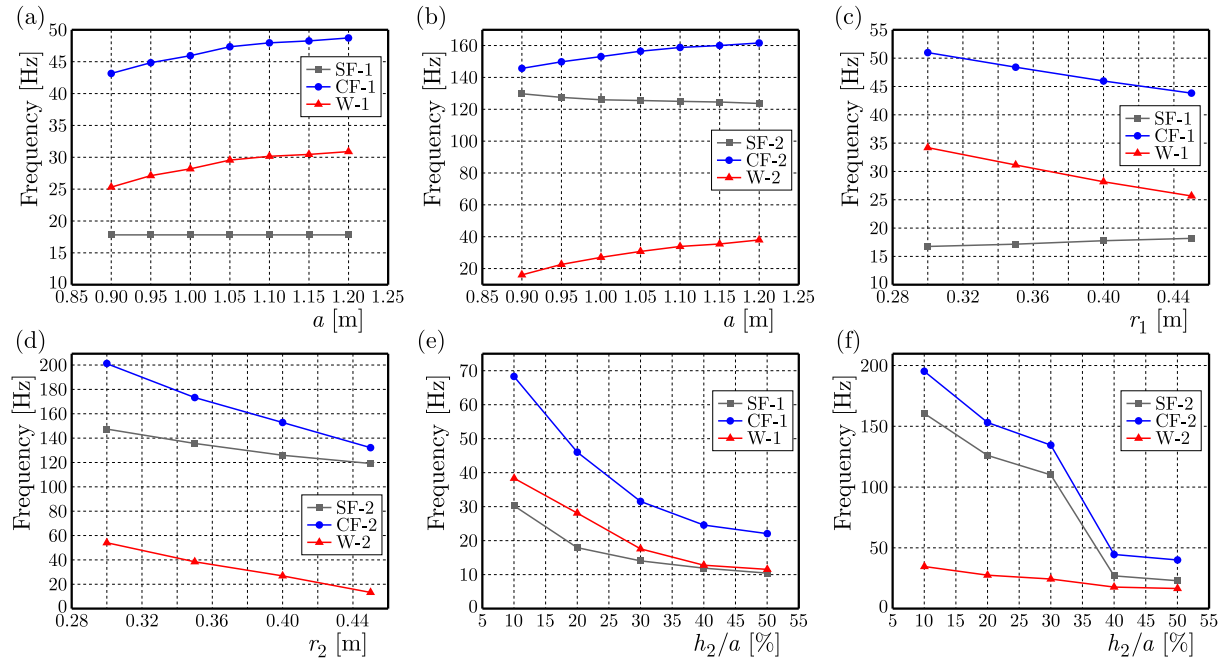 (a)
Frequency [Hz]
50
45
40
35
30
25
20
15
10
SF-1
CF-1
W-1
0.85 0.90 0.95 1.00 1.05 1.10 1.15 1.20 1.25
a [m]
(b)
Frequency [Hz]
160
140
120
100
80
60
40
20
SF-2
CF-2
W-2
0.85 0.90 0.95 1.00 1.05 1.10 1.15 1.20 1.25
a [m]
(c)
Frequency [Hz]
55
50
45
40
35
30
25
20
15
10
SF-1
CF-1
W-1
0.28 0.32 0.36 0.40 0.44
r1 [m]
(d)
Frequency [Hz]
200
180
160
140
120
100
80
60
40
20
0
SF-2
CF-2
W-2
0.28 0.32 0.36 0.40 0.44
r2 [m]
(e)
Frequency [Hz]
70
60
50
40
30
20
10
0
SF-1
CF-1
W-1
5 10 15 20 25 30 35 40 45 50 55
h2/a [%]
(f)
Frequency [Hz]
200
150
100
50
0
SF-2
CF-2
W-2
5 10 15 20 25 30 35 40 45 50 55
h2/a [%]